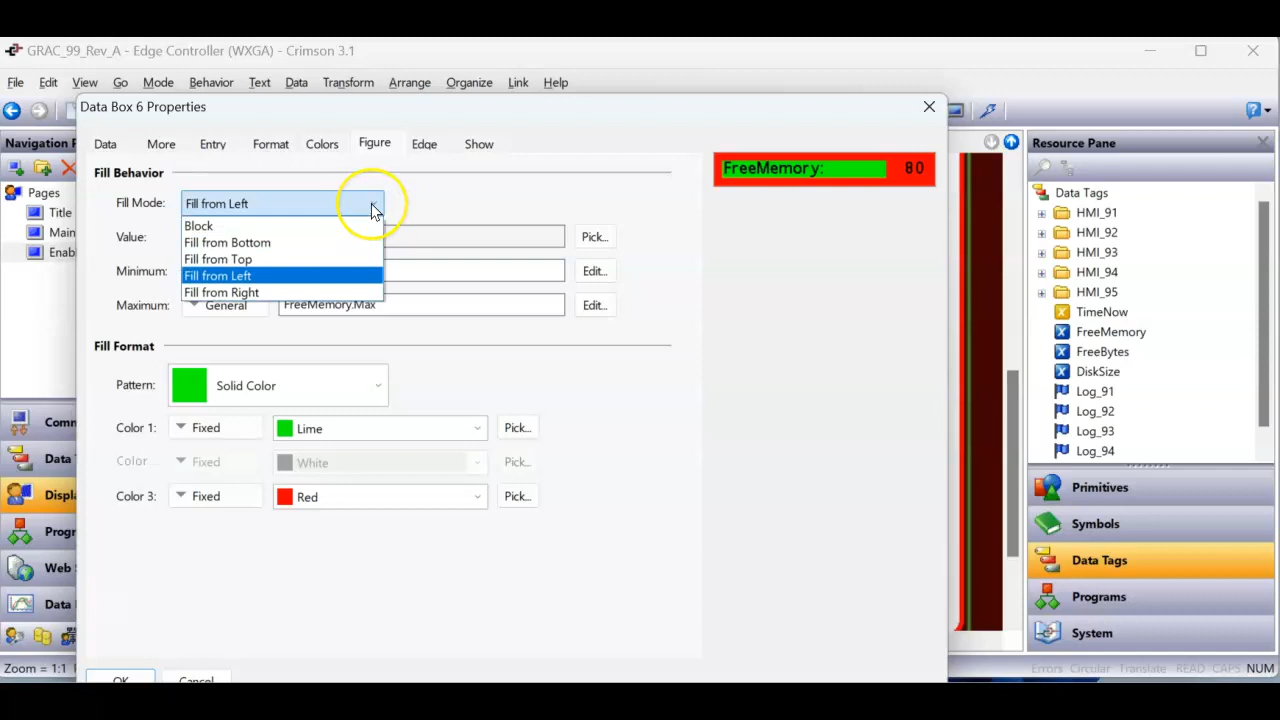 GRAC_99_Rev_A - Edge Controller (WXGA) - Crimson 3.1
File Edit View Go Mode Behavior Text Data Transform Arrange Organize Link Help
Data Box 6 Properties
Navigation
Pages
Title
Main
Display
Web
Data
Zoom = 1:1
Data More Entry Format Colors Figure Edge Show
Fill Behavior
Fill Mode: Fill from Left
Block
Fill from Bottom
Fill from Top
Fill from Left
Fill from Right
Value: Pick...
Minimum: Edit...
Maximum: General FreeMemory.Max Edit...
Fill Format
Pattern: Solid Color
Color 1: Fixed Lime Pick...
Color ... Fixed White Pick...
Color 3: Fixed Red Pick...
OK Cancel
FreeMemory: 80
Resource Pane
Data Tags
HMI_91
HMI_92
HMI_93
HMI_94
HMI_95
TimeNow
FreeMemory
FreeBytes
DiskSize
Log_91
Log_92
Log_93
Log_94
Primitives
Symbols
Data Tags
Programs
System
Errors Circular Translate READ CAPS NUM